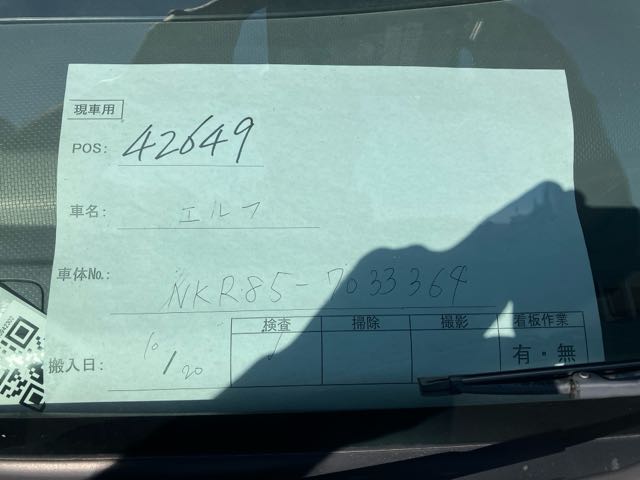 現車用
POS: 42649
車名: エルフ
車体No.: NKR85-7033364
検査 掃除 撮影 看板作業
搬入日: 10/20 有・無